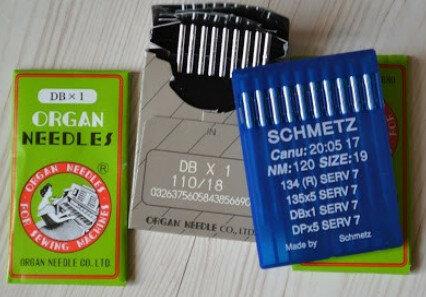 DB × 1
ORGAN
NEEDLES
®
ORGAN NEEDLES
FOR SEWING MACHINES
ORGAN NEEDLE CO., LTD.
IN
DB X 1
110/18
ORGAN NEEDLE CO., LTD.
SCHMETZ
Canu: 20:05 17
NM: 120 SIZE: 19
134 (R) SERV 7
135x5 SERV 7
DBx1 SERV 7
DPx5 SERV 7
Made by Schmetz